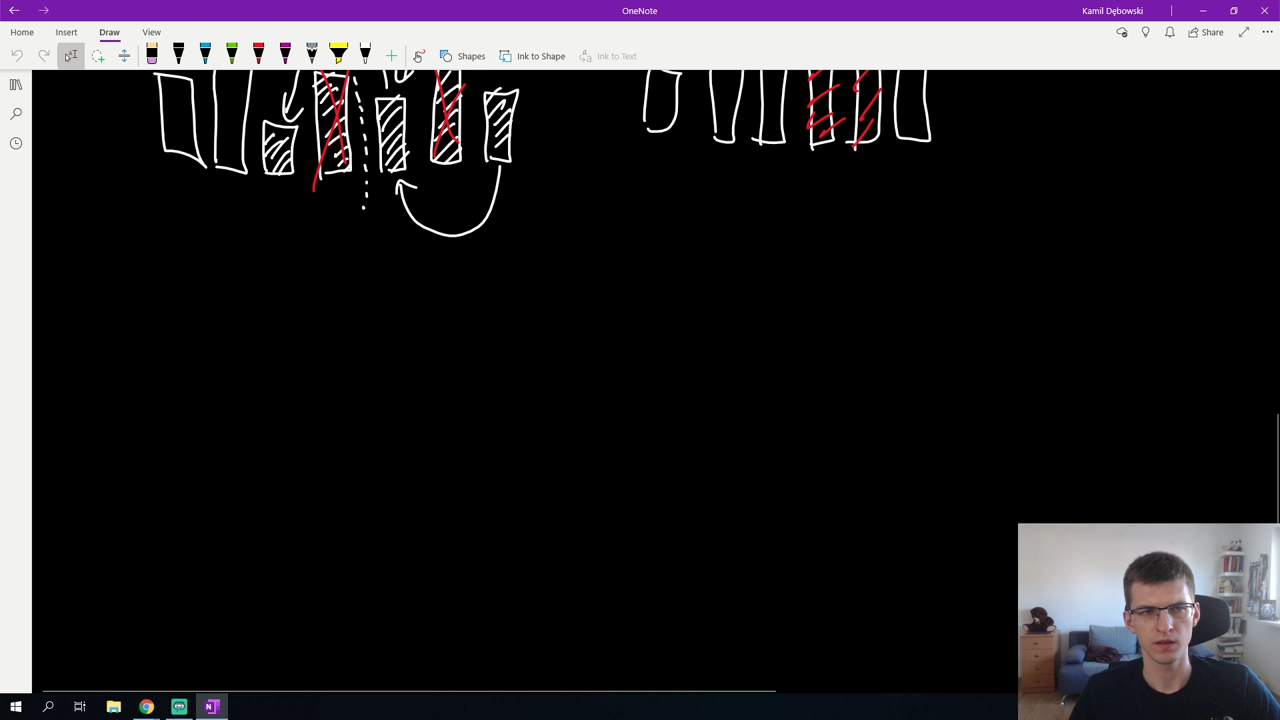 OneNote
Kamil Dębowski
Home Insert Draw View
Share
Shapes Ink to Shape Ink to Text